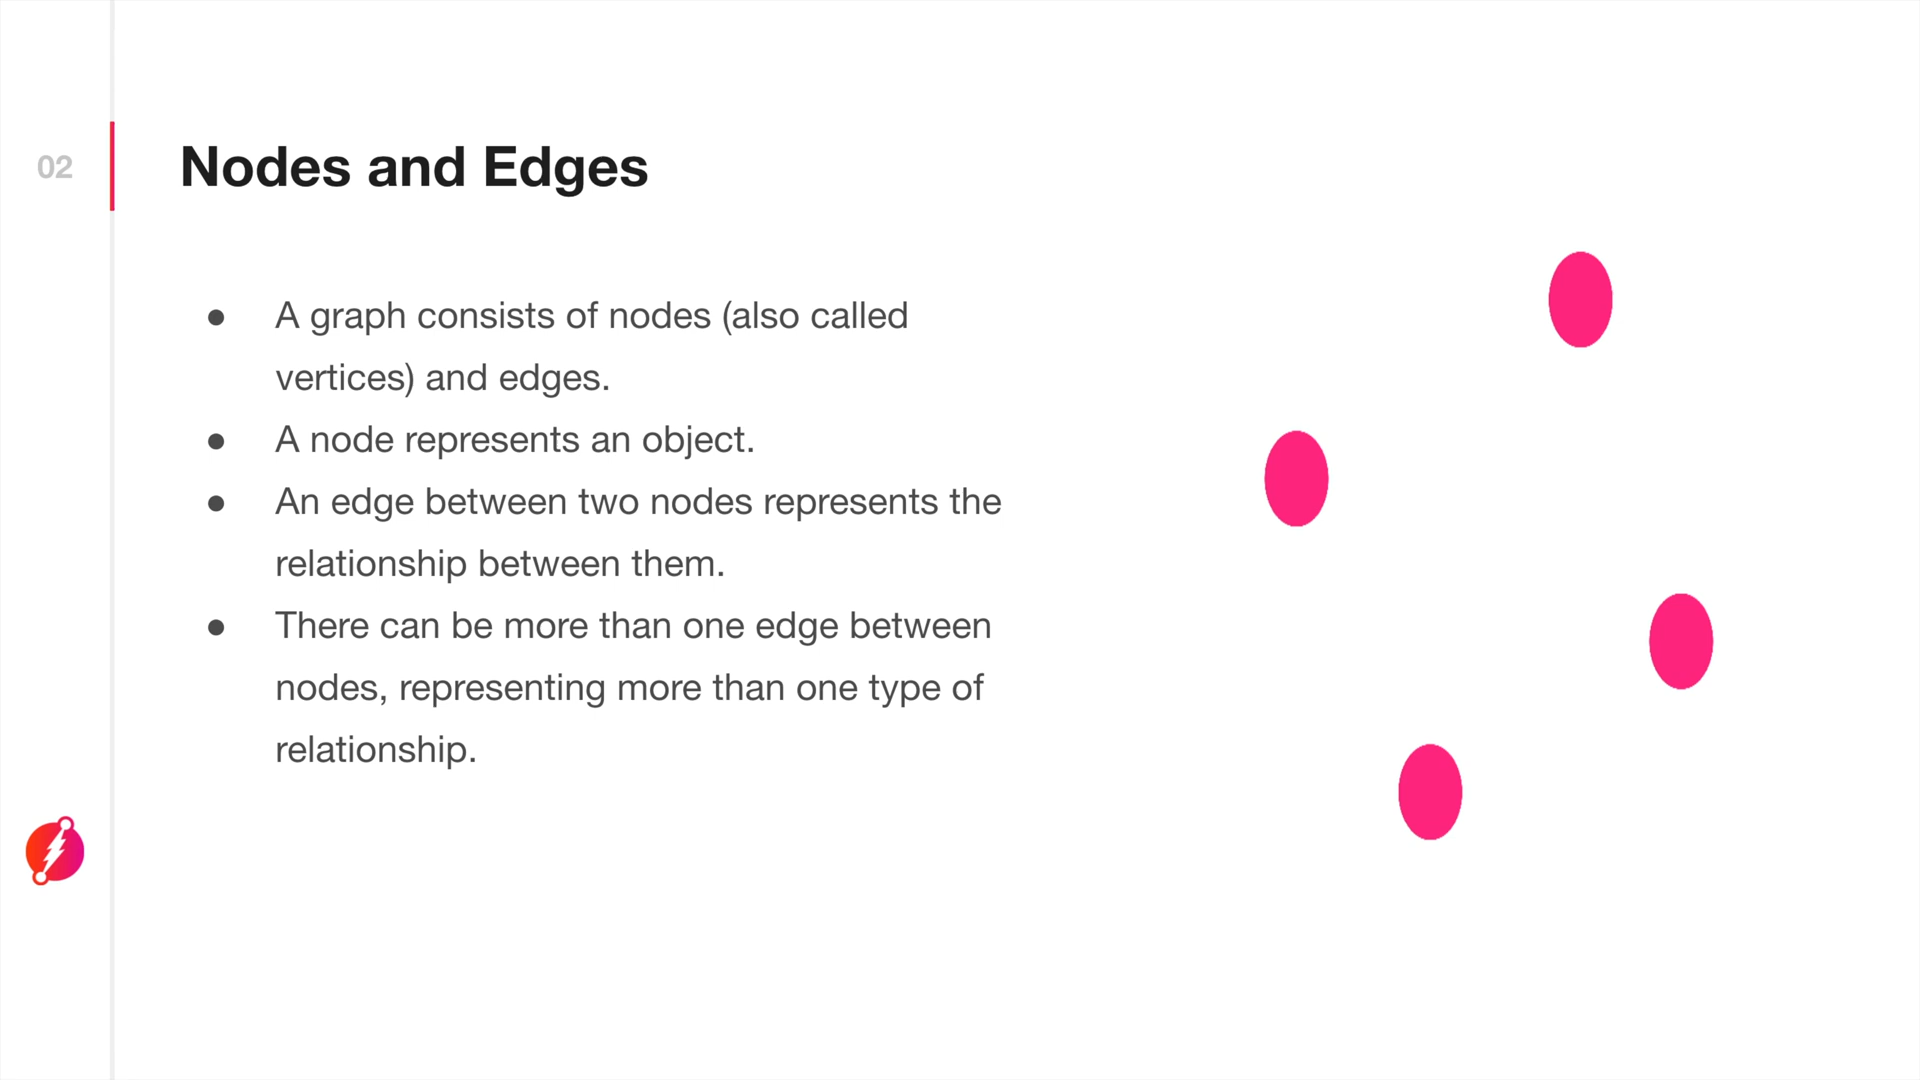 02
Nodes and Edges
● A graph consists of nodes (also called
vertices) and edges.
● A node represents an object.
● An edge between two nodes represents the
relationship between them.
● There can be more than one edge between
nodes, representing more than one type of
relationship.